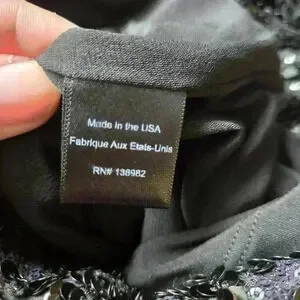 Made in the USA
Fabrique Aux Etats-Unis
RN# 138982